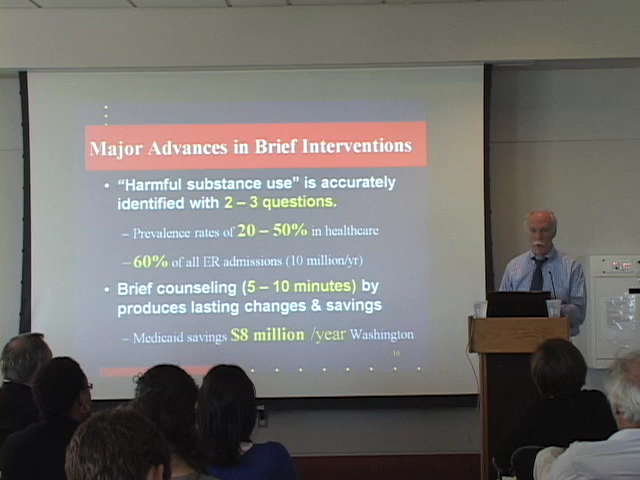 Major Advances in Brief Interventions
• "Harmful substance use" is accurately
identified with 2 – 3 questions.
– Prevalence rates of 20 – 50% in healthcare
– 60% of all ER admissions (10 million/yr)
• Brief counseling (5 – 10 minutes) by
produces lasting changes & savings
– Medicaid savings $8 million /year Washington